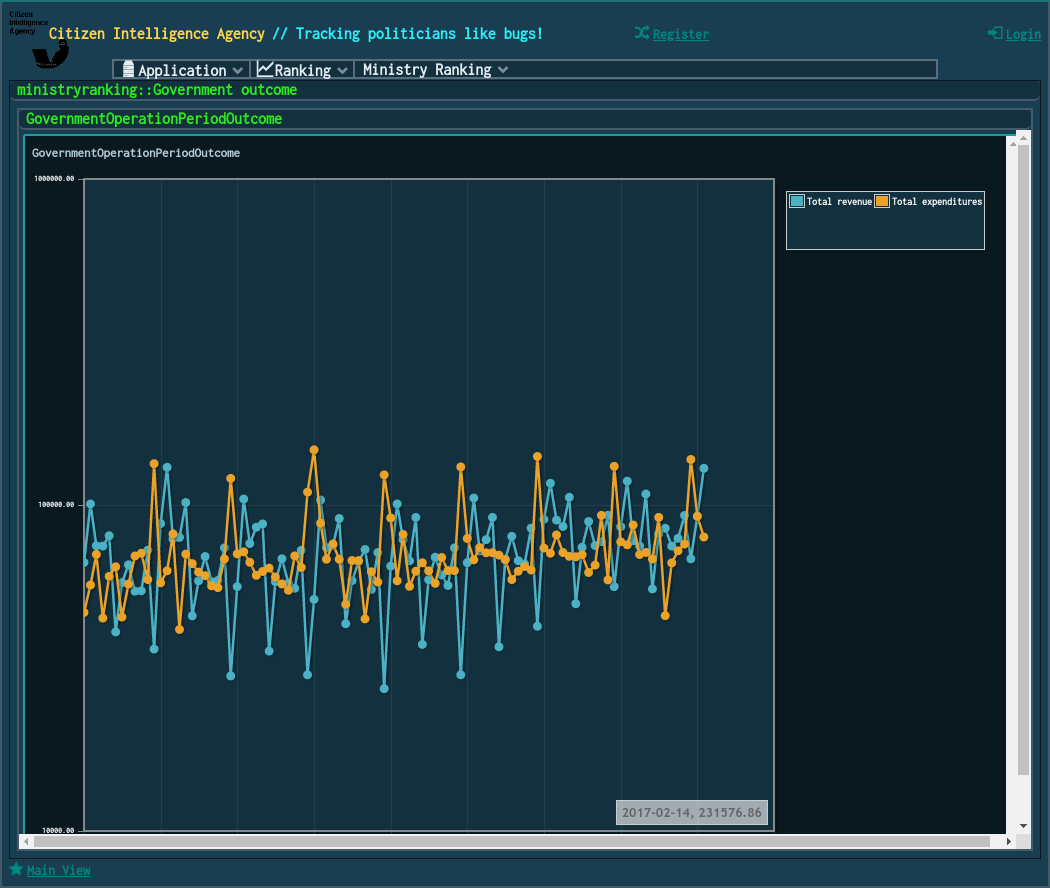 Citizen
Intelligence
Agency
Citizen Intelligence Agency // Tracking politicians like bugs!
Register
Login
Application
Ranking
Ministry Ranking
ministryranking::Government outcome
GovernmentOperationPeriodOutcome
GovernmentOperationPeriodOutcome
1000000.00
Total revenue
Total expenditures
100000.00
2017-02-14, 231576.86
10000.00
Main View